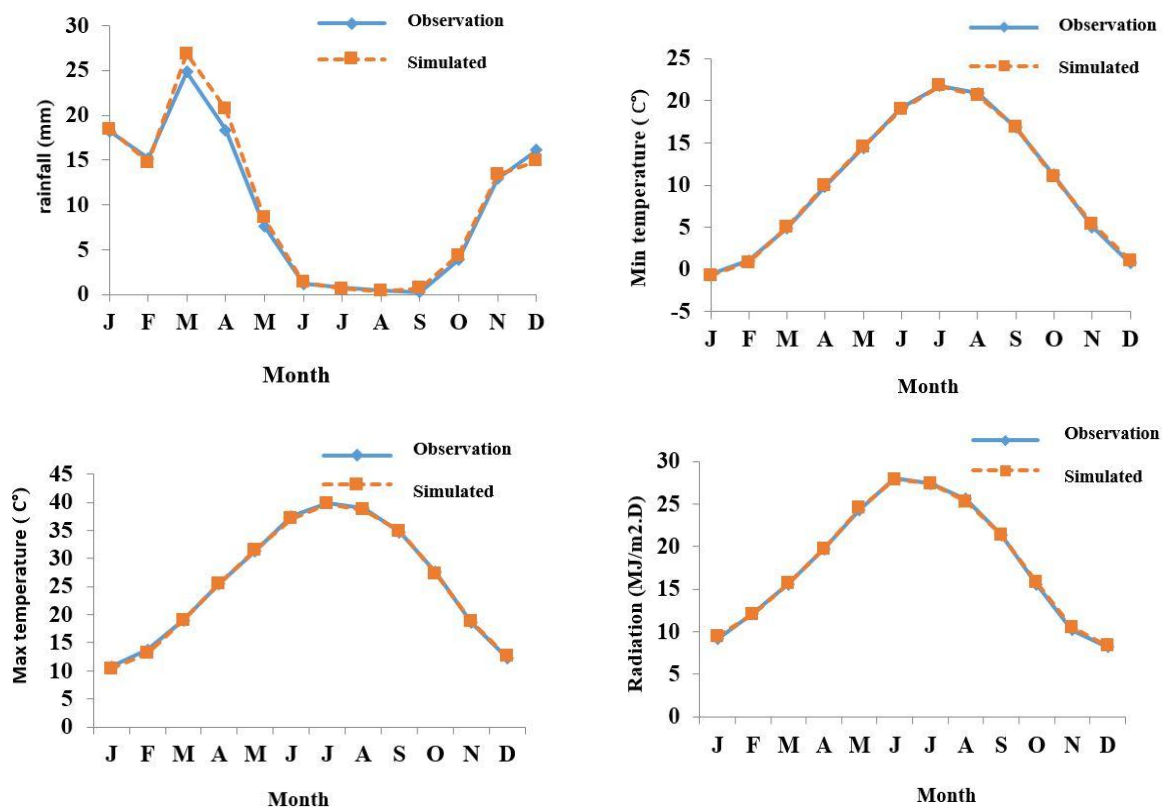 Observation
Simulated
rainfall (mm)
30
25
20
15
10
5
0
J F M A M J J A S O N D
Month
Observation
Simulated
Min temperature ( C°)
25
20
15
10
5
0
-5
J F M A M J J A S O N D
Month
Observation
Simulated
Max temperature ( C°)
45
40
35
30
25
20
15
10
5
0
J F M A M J J A S O N D
Month
Observation
Simulated
Radiation (MJ/m2.D)
30
25
20
15
10
5
0
J F M A M J J A S O N D
Month